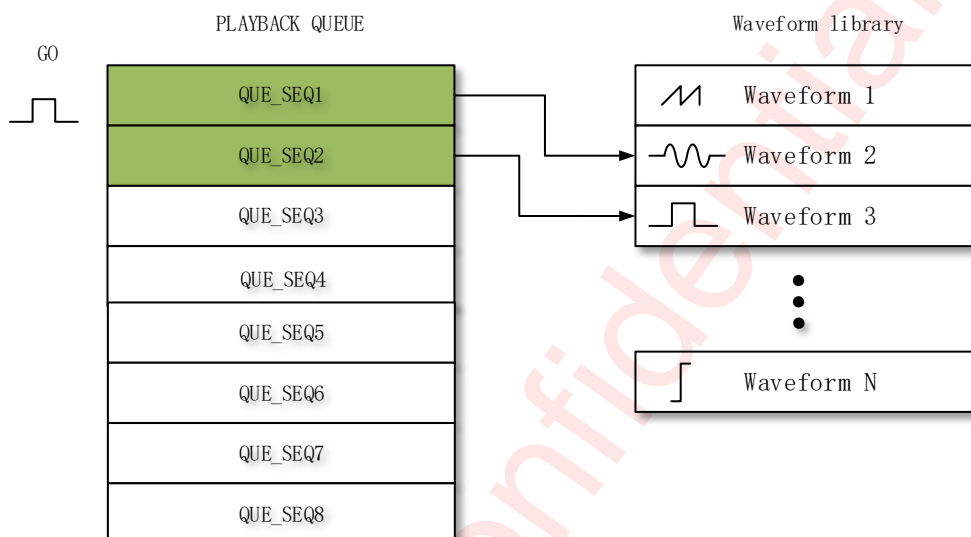 PLAYBACK QUEUE
Waveform library
GO
QUE_SEQ1
QUE_SEQ2
QUE_SEQ3
QUE_SEQ4
QUE_SEQ5
QUE_SEQ6
QUE_SEQ7
QUE_SEQ8
Waveform 1
Waveform 2
Waveform 3
Waveform N
onfidential